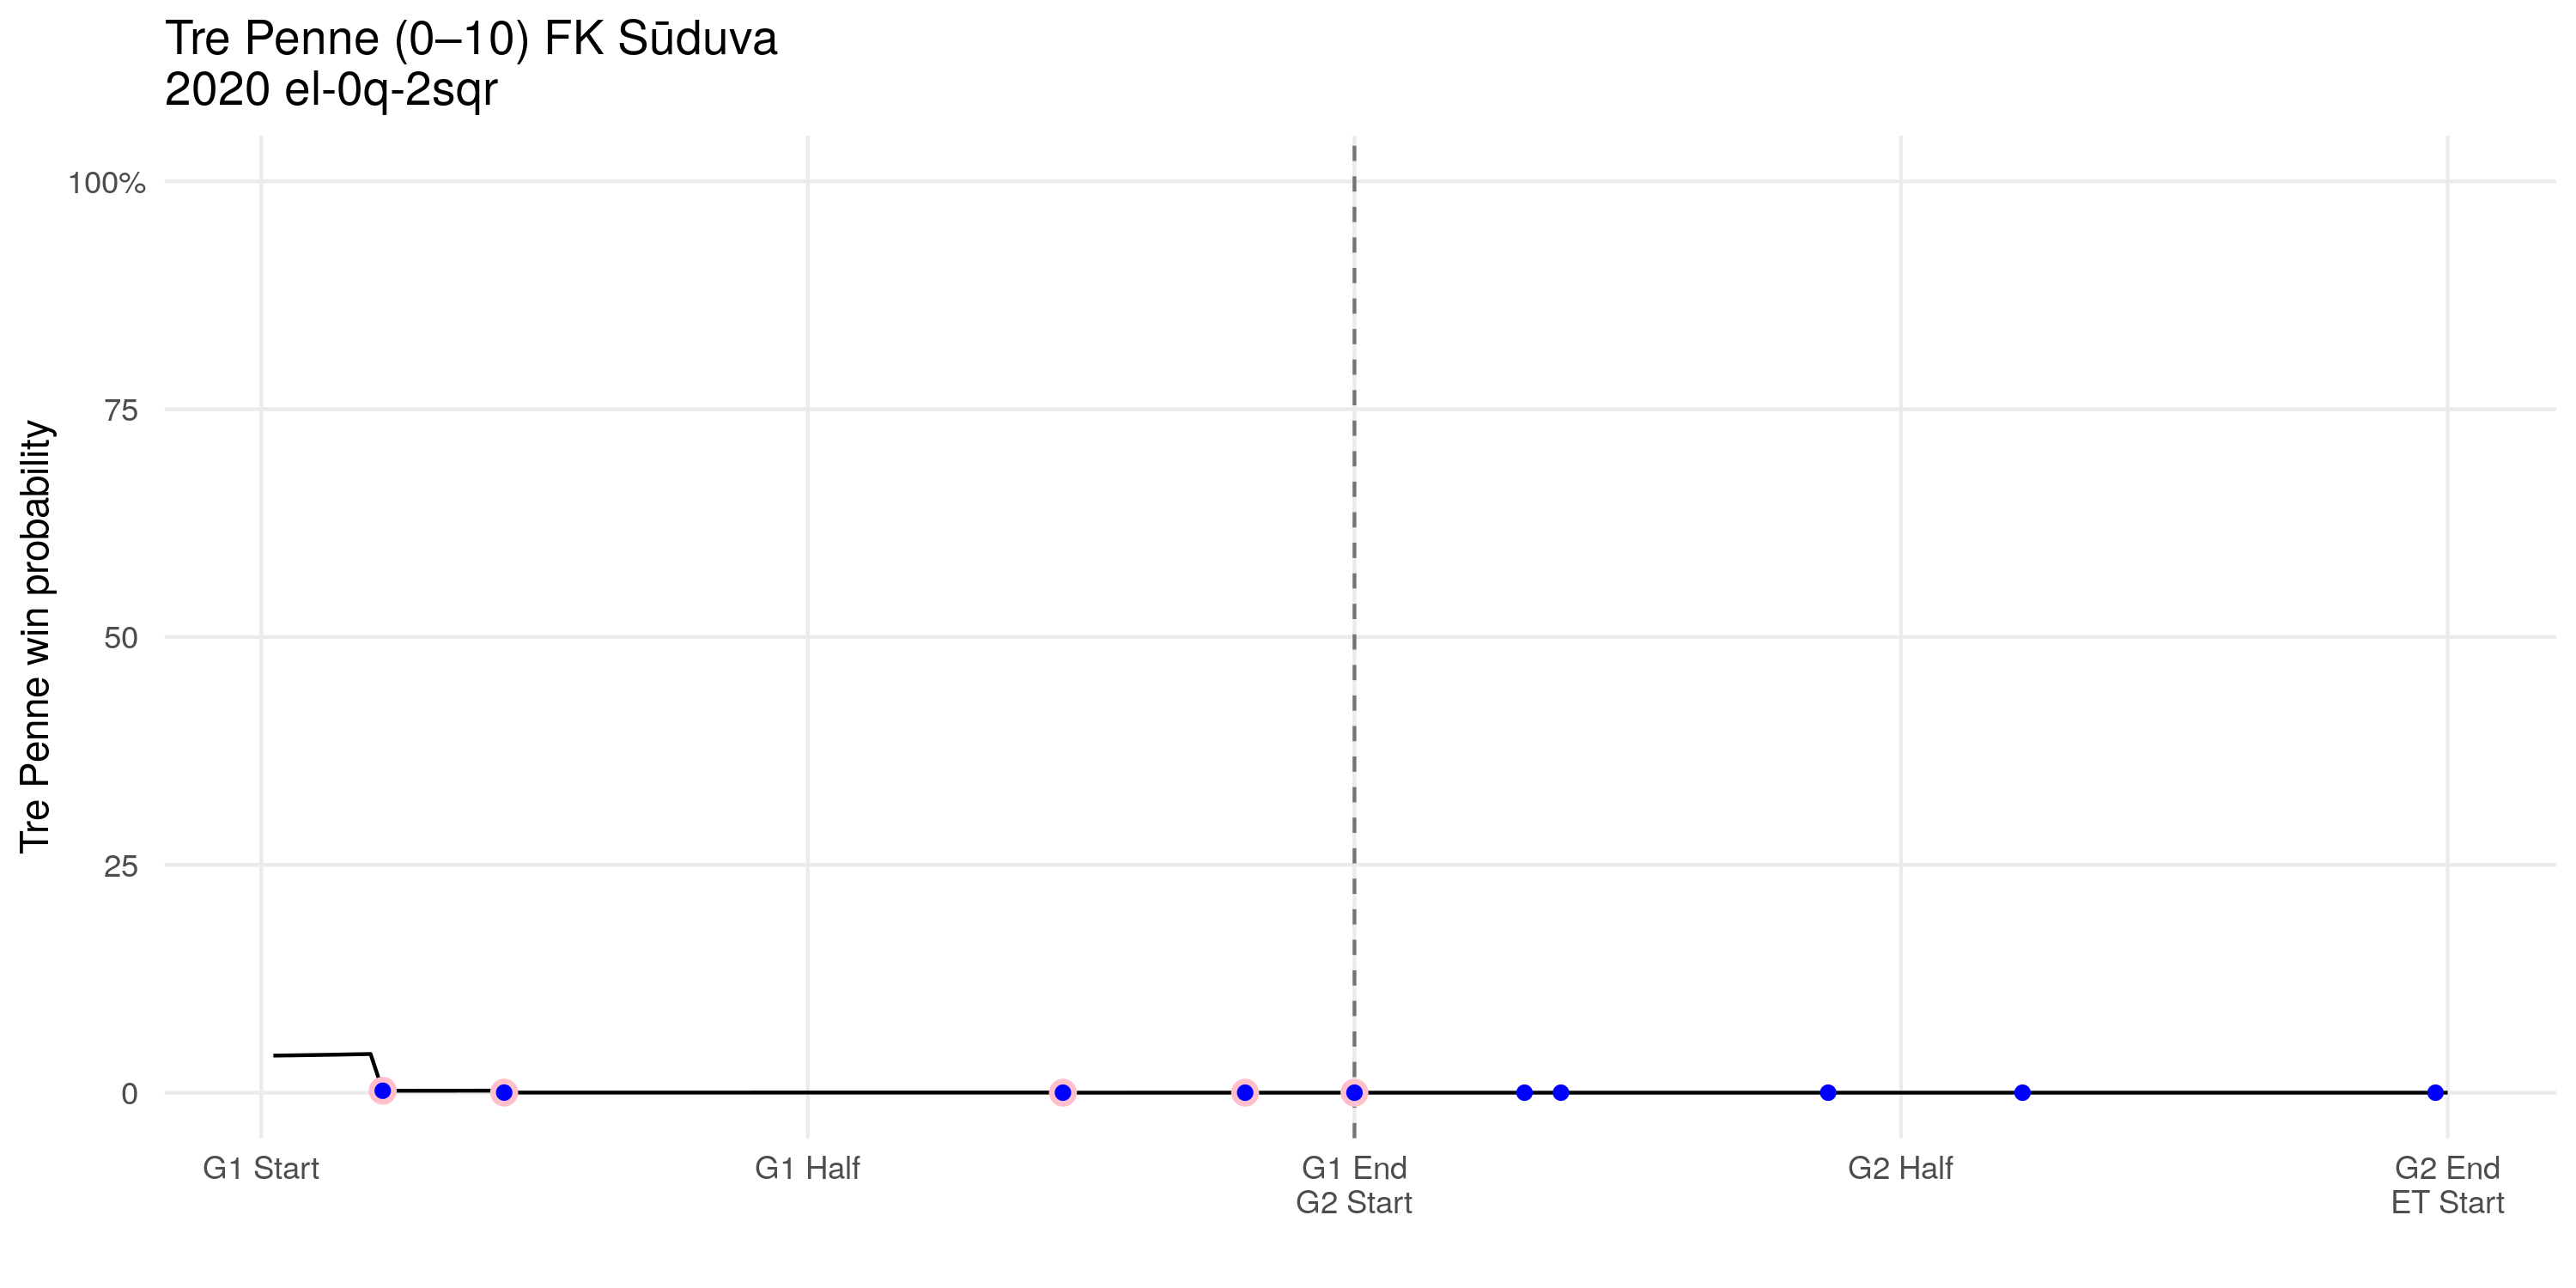 Tre Penne (0–10) FK Sūduva
2020 el-0q-2sqr
Tre Penne win probability
100%
75
50
25
0
G1 Start
G1 Half
G1 End
G2 Start
G2 Half
G2 End
ET Start